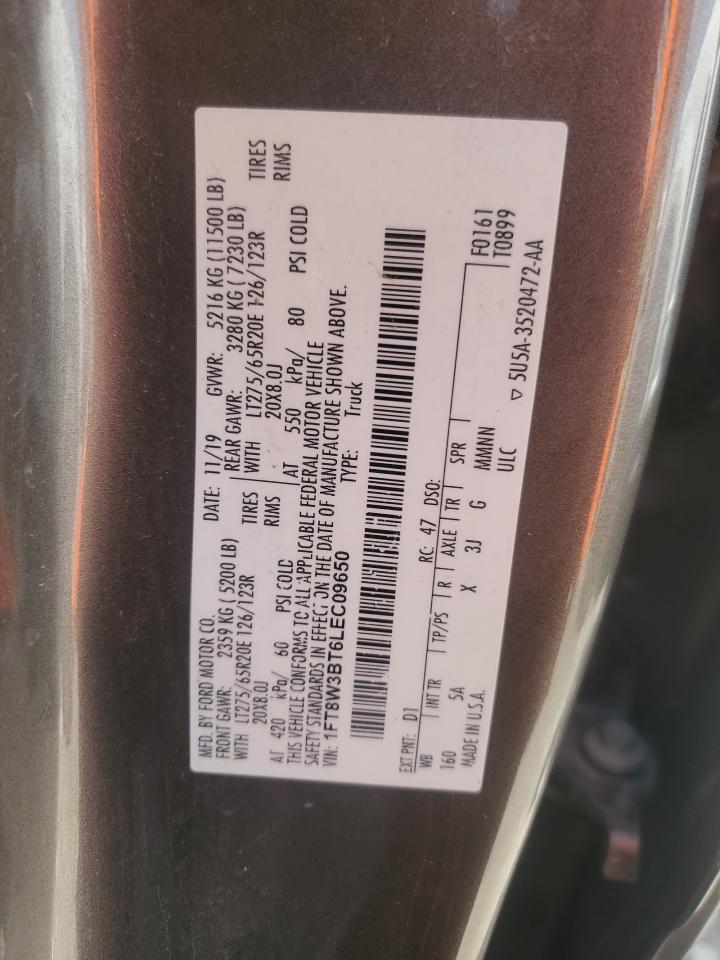 MFD. BY FORD MOTOR CO.
DATE: 11/19 GVWR: 5216 KG (11500 LB)
FRONT GAWR: 2359 KG ( 5200 LB)
REAR GAWR: 3280 KG ( 7230 LB)
WITH LT275/65R20E 126/123R TIRES
WITH LT275/65R20E 126/123R TIRES
20X8.0J RIMS
20X8.0J RIMS
AT 420 kPa/ 60 PSI COLD
AT 550 kPa/ 80 PSI COLD
THIS VEHICLE CONFORMS TO ALL APPLICABLE FEDERAL MOTOR VEHICLE
SAFETY STANDARDS IN EFFECT ON THE DATE OF MANUFACTURE SHOWN ABOVE.
VIN: 1FT8W3BT6LEC09650 TYPE: Truck
EXT PNT: D1 RC: 47 DSO:
WB INT TR TP/PS R AXLE TR SPR
160 5A X 3J G MMNNN
ULC
F0161
T0899
MADE IN U.S.A.
▽ 5U5A-3520472-AA